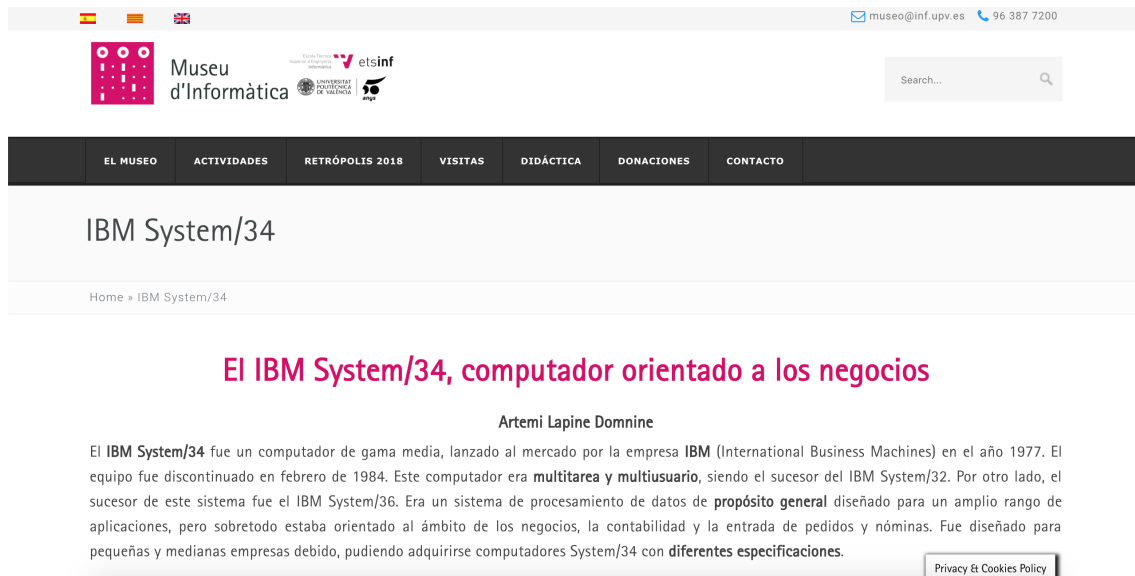 museo@inf.upv.es 96 387 7200
Museu
d'Informàtica
Escola Tècnica
Superior d'Enginyeria
Informàtica
etsinf
UNIVERSITAT
POLITÈCNICA
DE VALÈNCIA
50
anys
Search...
EL MUSEO ACTIVIDADES RETRÓPOLIS 2018 VISITAS DIDÁCTICA DONACIONES CONTACTO
IBM System/34
Home » IBM System/34
El IBM System/34, computador orientado a los negocios
Artemi Lapine Domnine
El IBM System/34 fue un computador de gama media, lanzado al mercado por la empresa IBM (International Business Machines) en el año 1977. El
equipo fue discontinuado en febrero de 1984. Este computador era multitarea y multiusuario, siendo el sucesor del IBM System/32. Por otro lado, el
sucesor de este sistema fue el IBM System/36. Era un sistema de procesamiento de datos de propósito general diseñado para un amplio rango de
aplicaciones, pero sobretodo estaba orientado al ámbito de los negocios, la contabilidad y la entrada de pedidos y nóminas. Fue diseñado para
pequeñas y medianas empresas debido, pudiendo adquirirse computadores System/34 con diferentes especificaciones.
Privacy & Cookies Policy